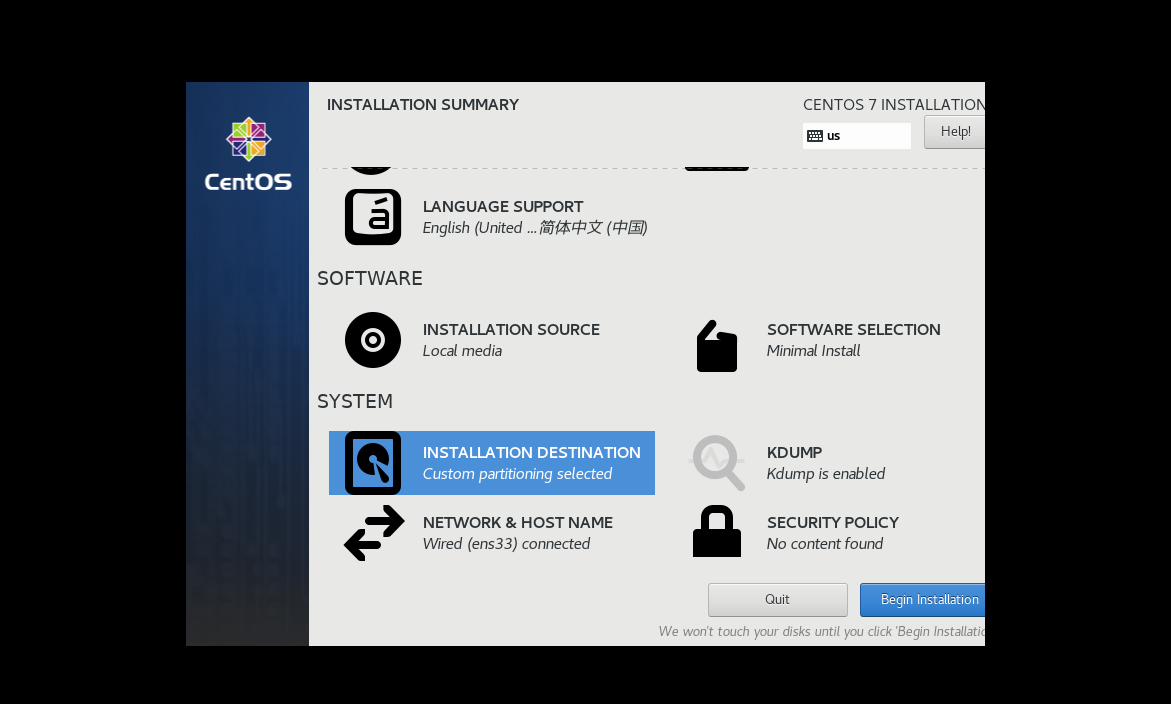 INSTALLATION SUMMARY
CENTOS 7 INSTALLATION
us
Help!
CentOS
LANGUAGE SUPPORT
English (United ...简体中文 (中国)
SOFTWARE
INSTALLATION SOURCE
Local media
SOFTWARE SELECTION
Minimal Install
SYSTEM
INSTALLATION DESTINATION
Custom partitioning selected
KDUMP
Kdump is enabled
NETWORK & HOST NAME
Wired (ens33) connected
SECURITY POLICY
No content found
Quit
Begin Installation
We won't touch your disks until you click 'Begin Installatio